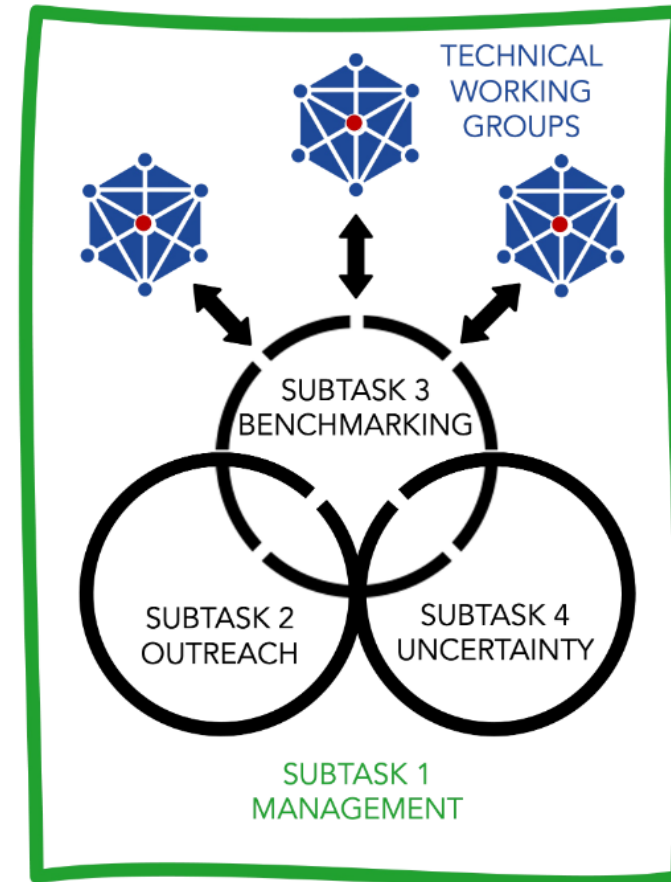 TECHNICAL
WORKING
GROUPS
SUBTASK 3
BENCHMARKING
SUBTASK 2
OUTREACH
SUBTASK 4
UNCERTAINTY
SUBTASK 1
MANAGEMENT